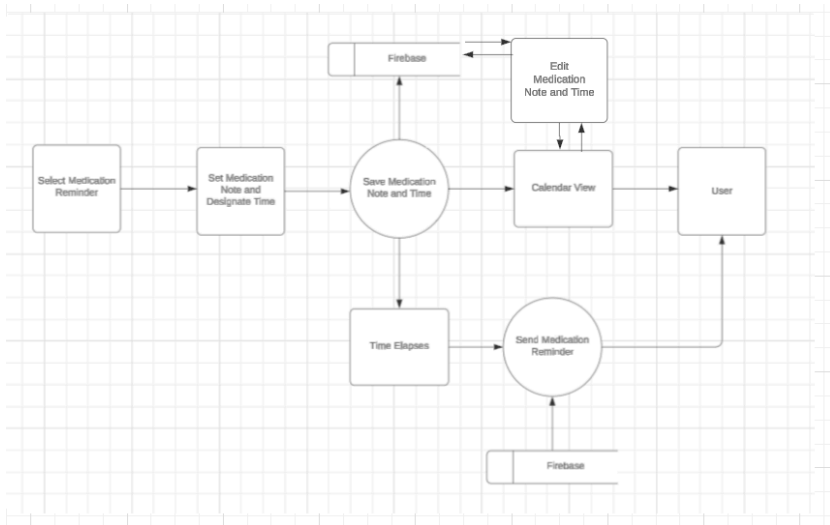 Firebase
Edit
Medication
Note and Time
Select Medication
Reminder
Set Medication
Note and
Designate Time
Save Medication
Note and Time
Calendar View
User
Time Elapses
Send Medication
Reminder
Firebase